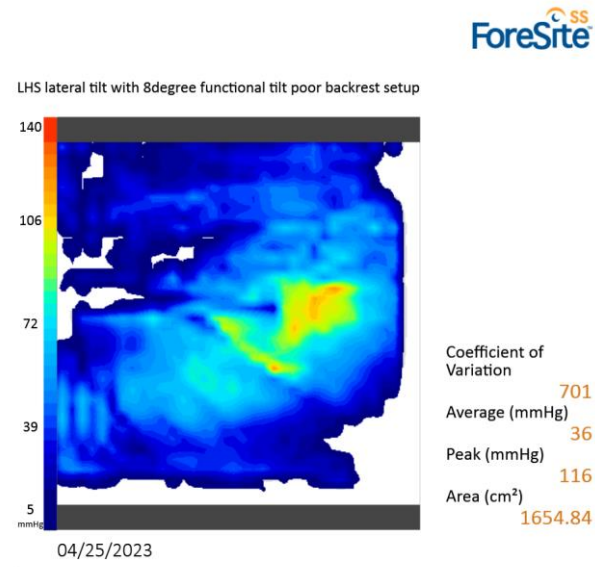 ForeSite SS
LHS lateral tilt with 8degree functional tilt poor backrest setup
140
106
72
39
5
mmHg
04/25/2023
Coefficient of
Variation
701
Average (mmHg)
36
Peak (mmHg)
116
Area (cm²)
1654.84